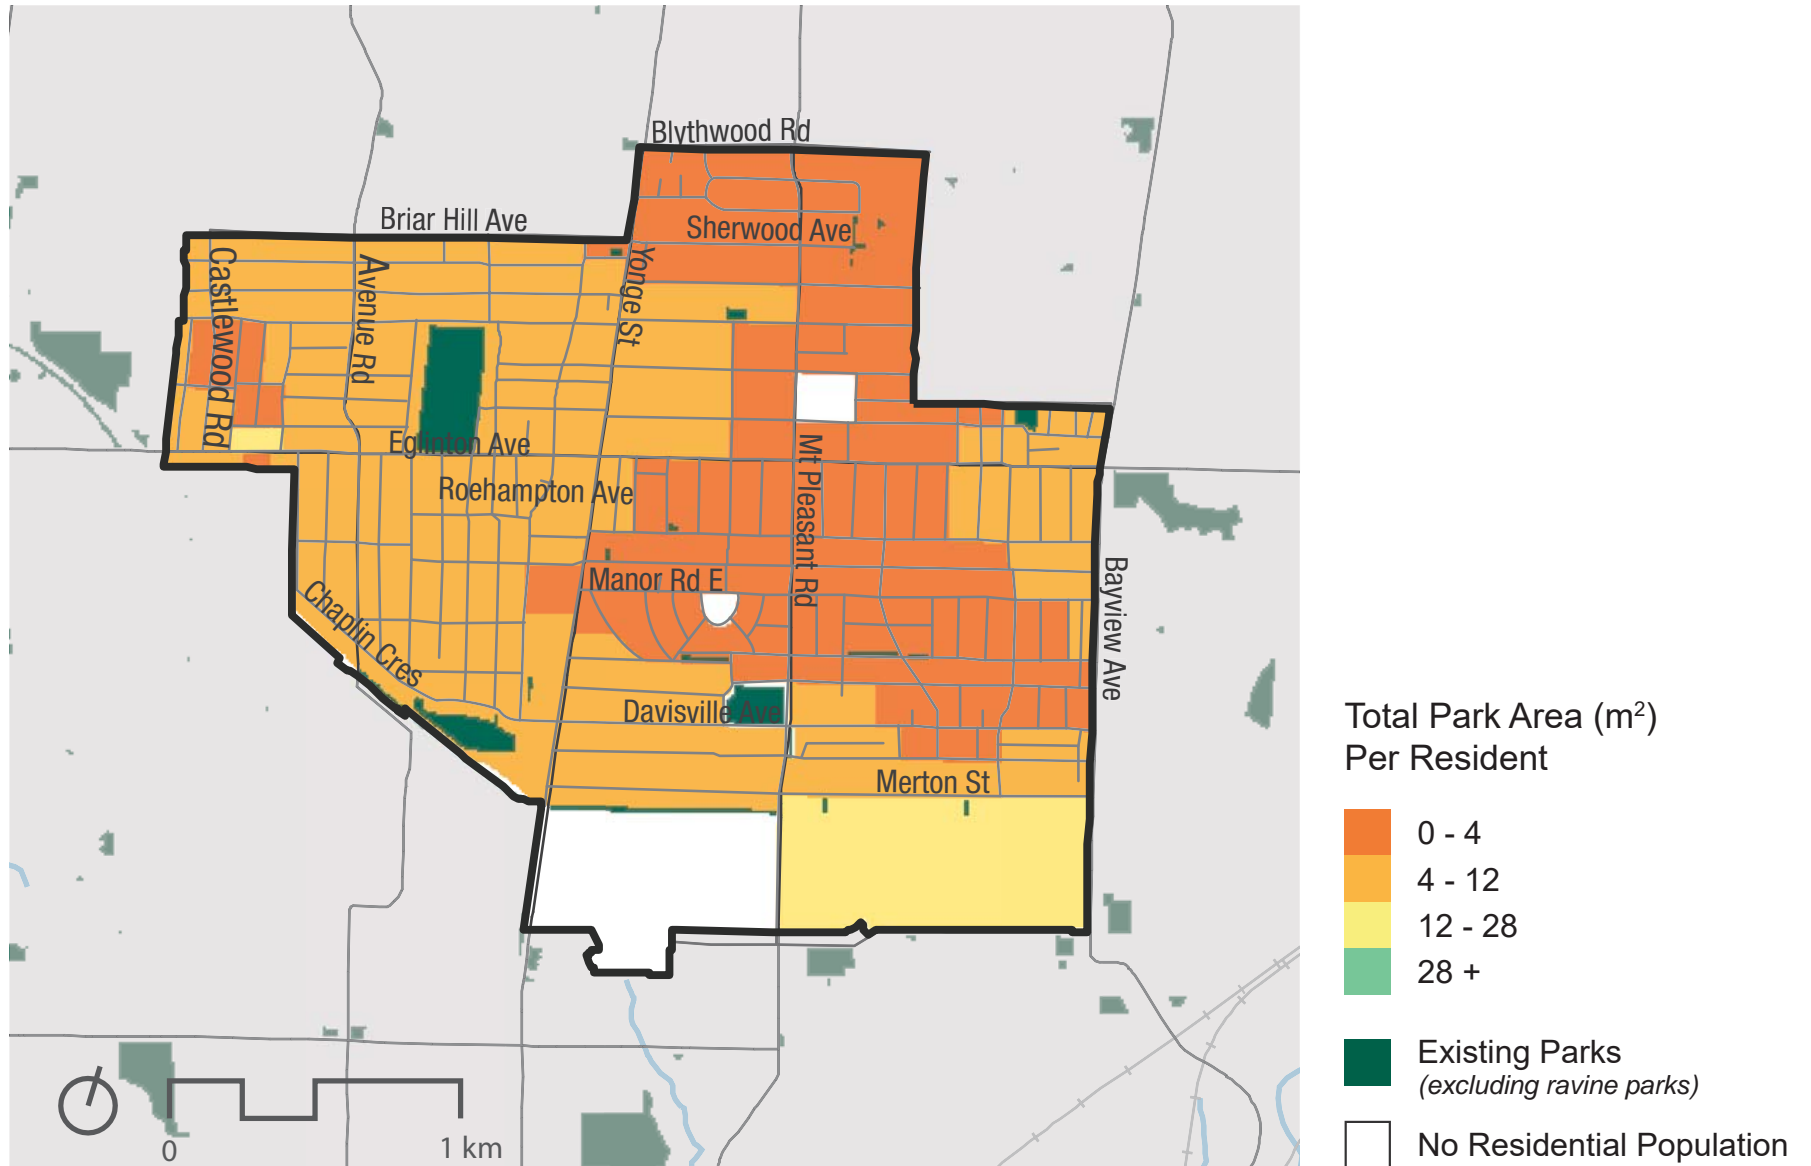 Blythwood Rd
Briar Hill Ave
Sherwood Ave
Castlewood Rd
Avenue Rd
Yonge St
Eglinton Ave
Roehampton Ave
Mt Pleasant Rd
Manor Rd E
Bayview Ave
Chaplin Cres
Davisville Ave
Merton St
0
1 km
Total Park Area (m²)
Per Resident
0 - 4
4 - 12
12 - 28
28 +
Existing Parks
(excluding ravine parks)
No Residential Population